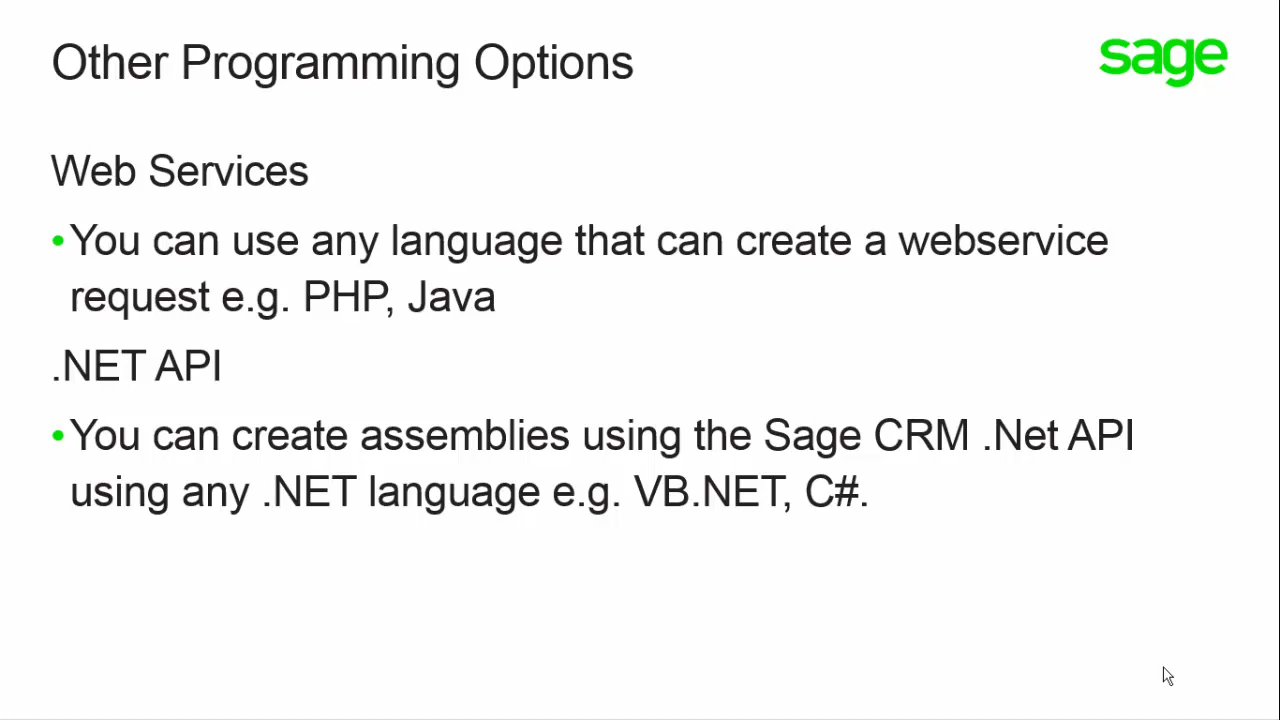 Other Programming Options
sage
Web Services
•You can use any language that can create a webservice
request e.g. PHP, Java
.NET API
•You can create assemblies using the Sage CRM .Net API
using any .NET language e.g. VB.NET, C#.